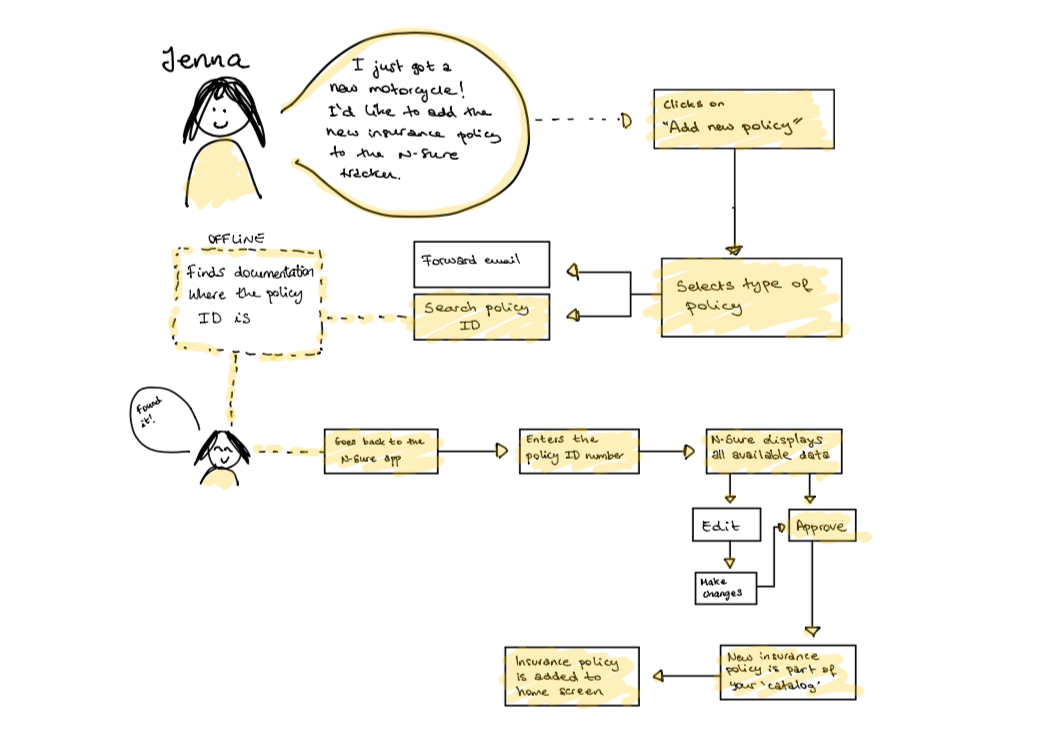 Jenna
I just got a
new motorcycle!
I'd like to add the
new insurance policy
to the N-Sure
tracker.
Clicks on
"Add new policy"
Selects type of
policy
Forward email
Search policy
ID
OFFLINE
Finds documentation
where the policy
ID is
Found
it!
Goes back to the
N-Sure app
Enters the
policy ID number
N-Sure displays
all available data
Edit
Approve
Make
changes
New insurance
policy is part of
your 'catalog'
Insurance policy
is added to
home screen